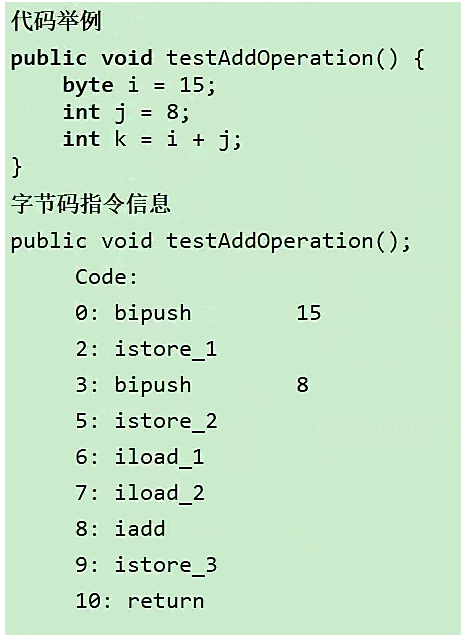 代码举例
public void testAddOperation() {
    byte i = 15;
    int j = 8;
    int k = i + j;
}
字节码指令信息
public void testAddOperation();
     Code:
     0: bipush        15
     2: istore_1
     3: bipush        8
     5: istore_2
     6: iload_1
     7: iload_2
     8: iadd
     9: istore_3
     10: return